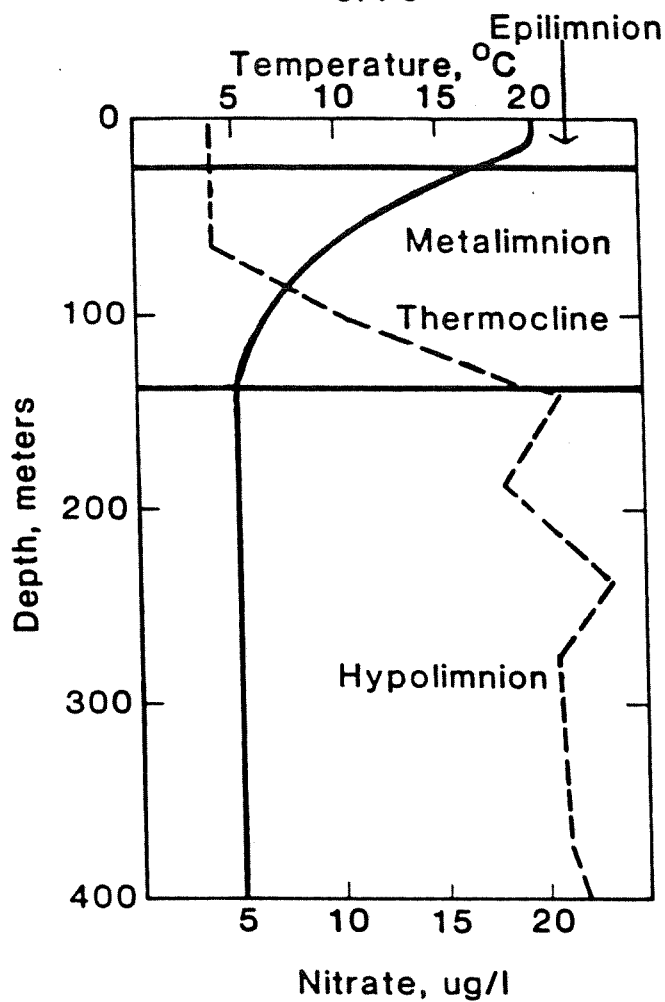 Epilimnion
Temperature, °C
5 10 15 20
0
Metalimnion
100
Thermocline
Depth, meters
200
Hypolimnion
300
400
5 10 15 20
Nitrate, ug/l